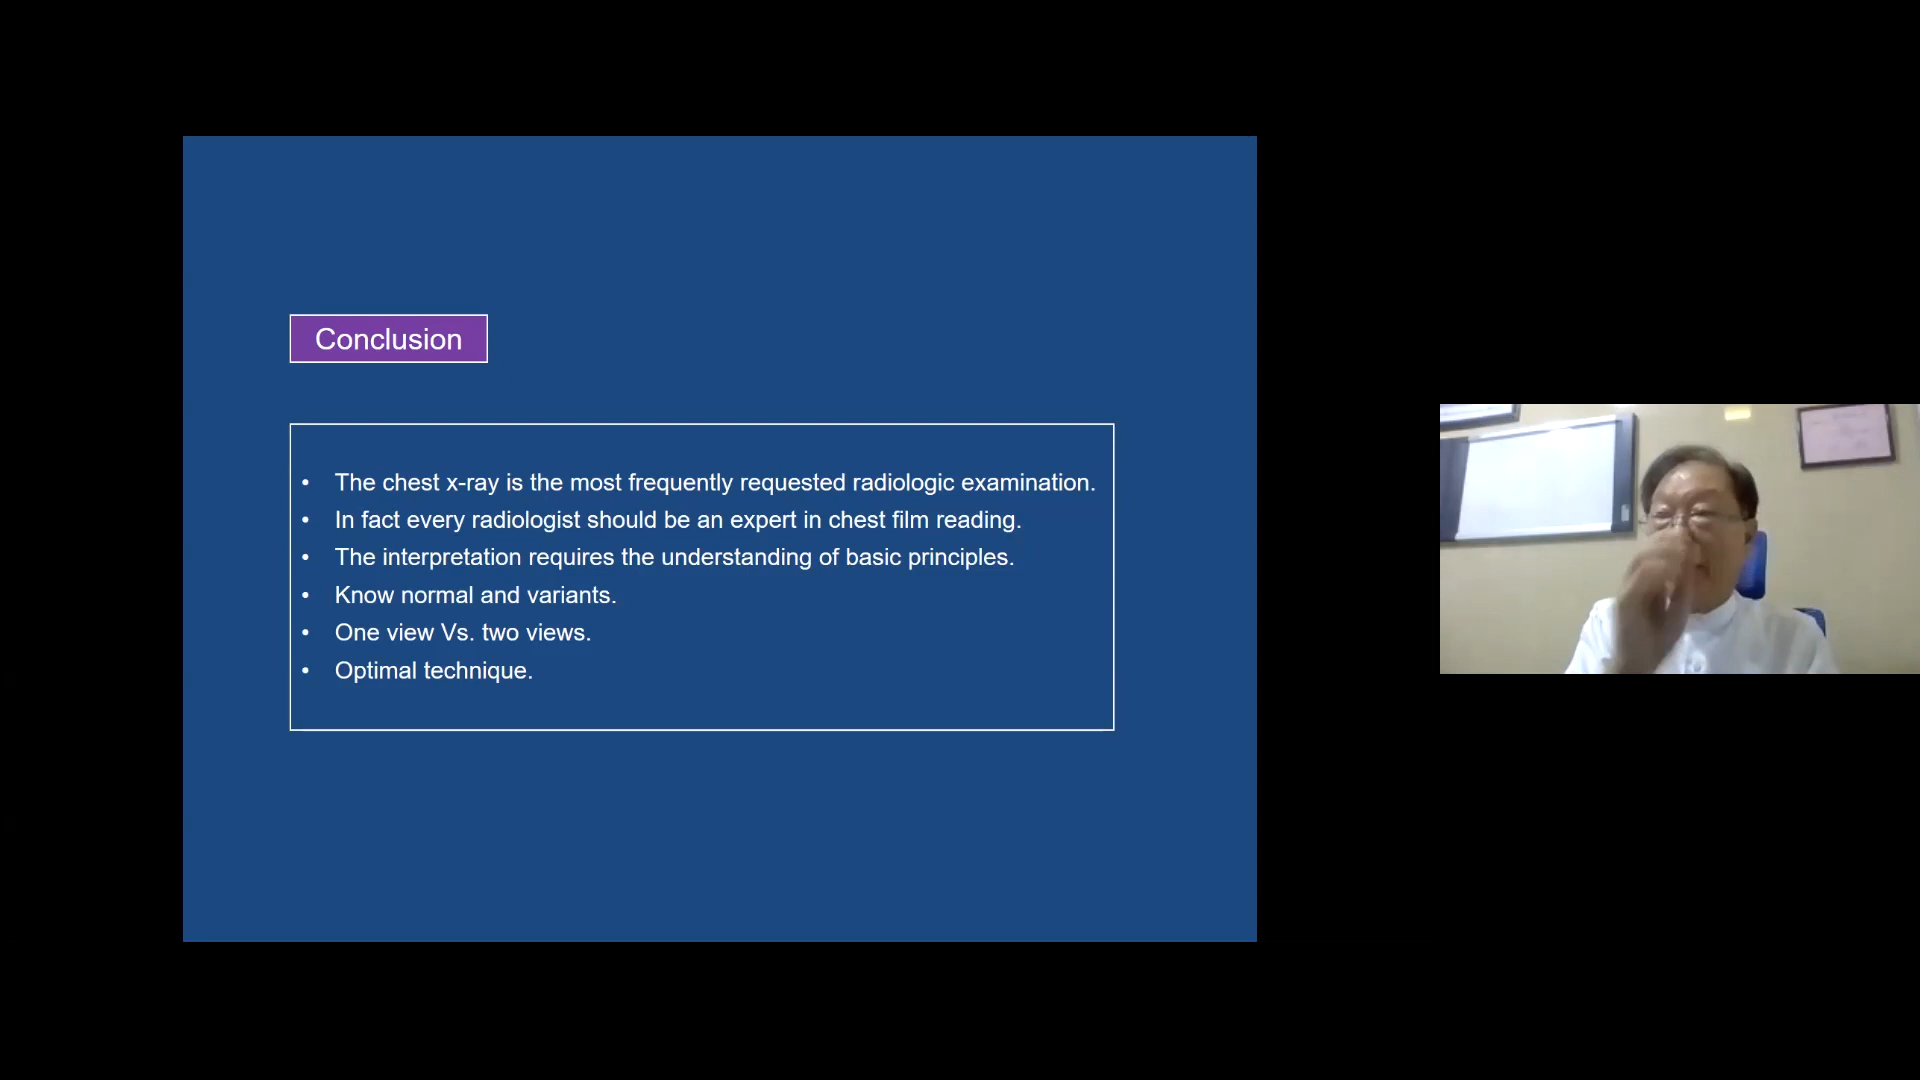 Conclusion
• The chest x-ray is the most frequently requested radiologic examination.
• In fact every radiologist should be an expert in chest film reading.
• The interpretation requires the understanding of basic principles.
• Know normal and variants.
• One view Vs. two views.
• Optimal technique.